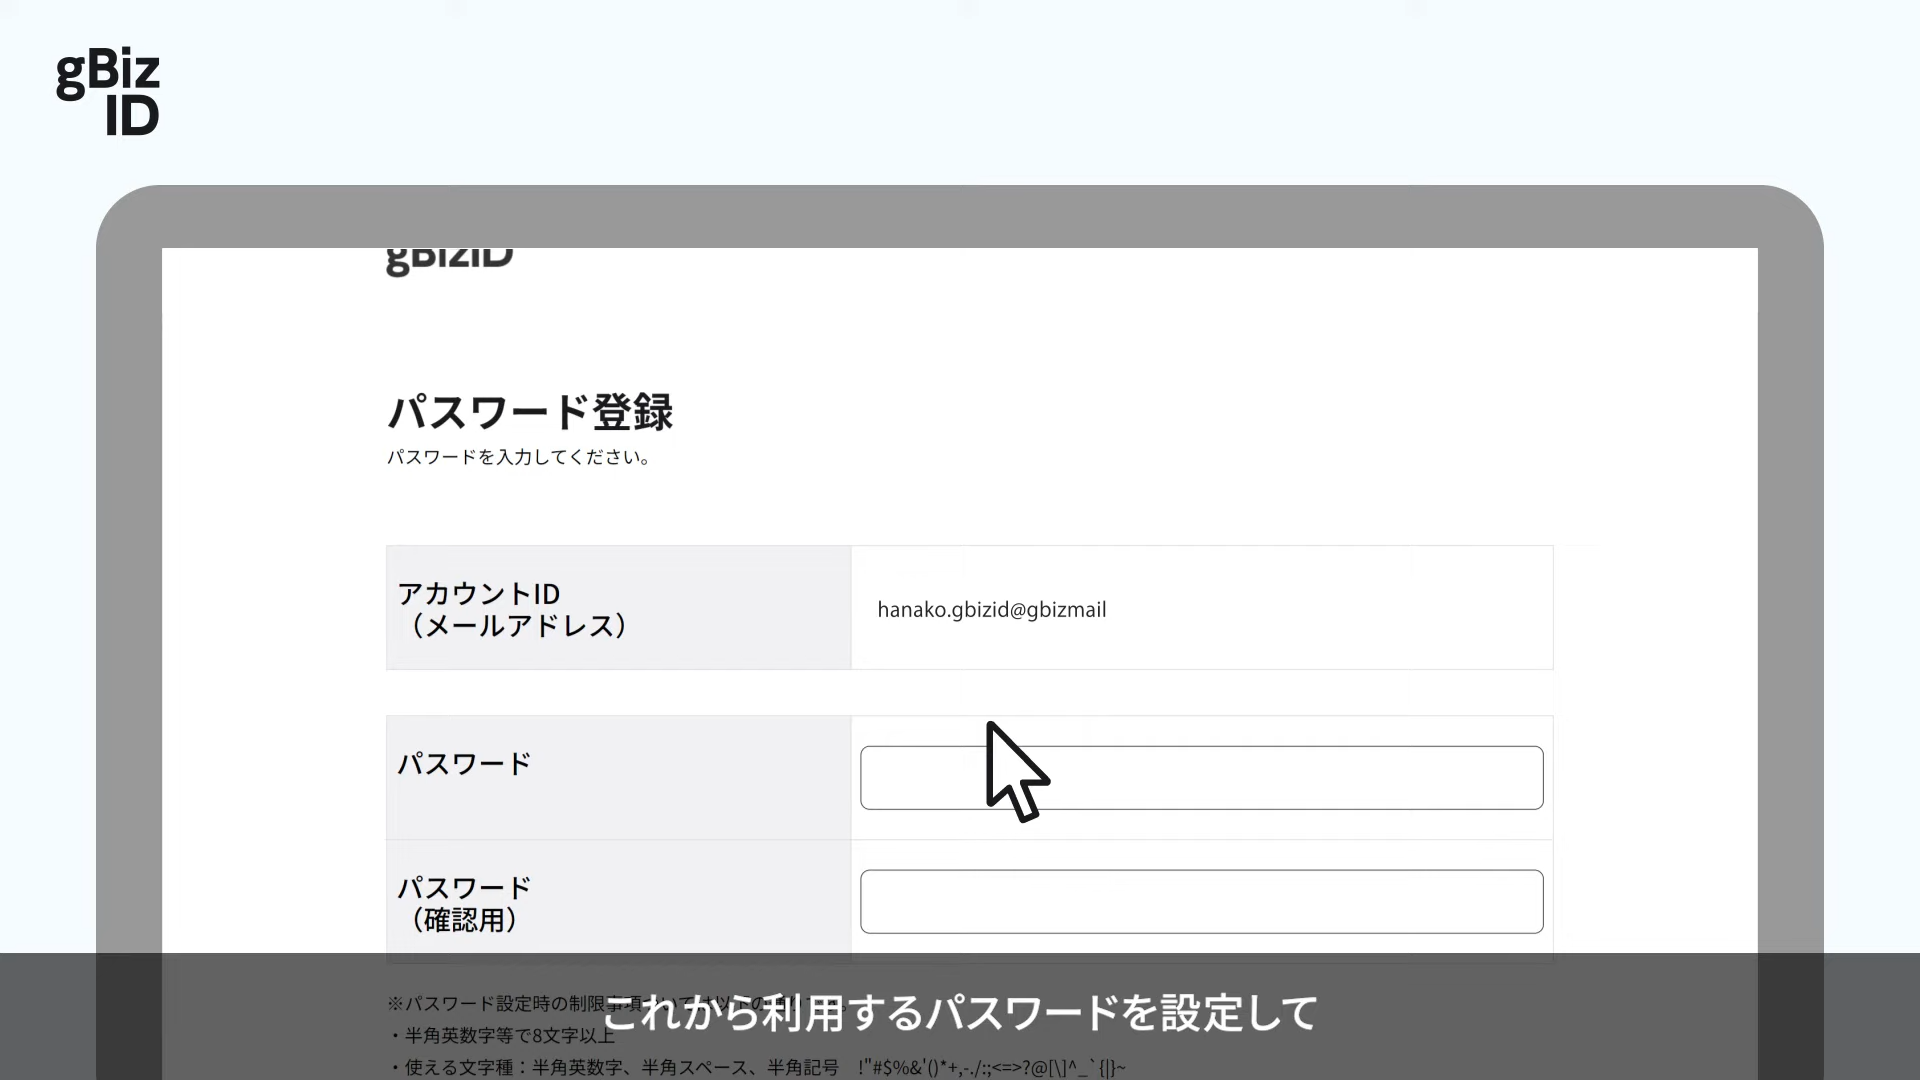 gBiz
ID
gBizID
パスワード登録
パスワードを入力してください。
アカウントID
（メールアドレス）
hanako.gbizid@gbizmail
パスワード
パスワード
（確認用）
※パスワード設定時の制限事項
これから利用するパスワードを設定して
・半角英数字等で8文字以上
・使える文字種：半角英数字、半角スペース、半角記号 !"#$%&'()*+,-./:;<=>?@[\]^_`{|}~